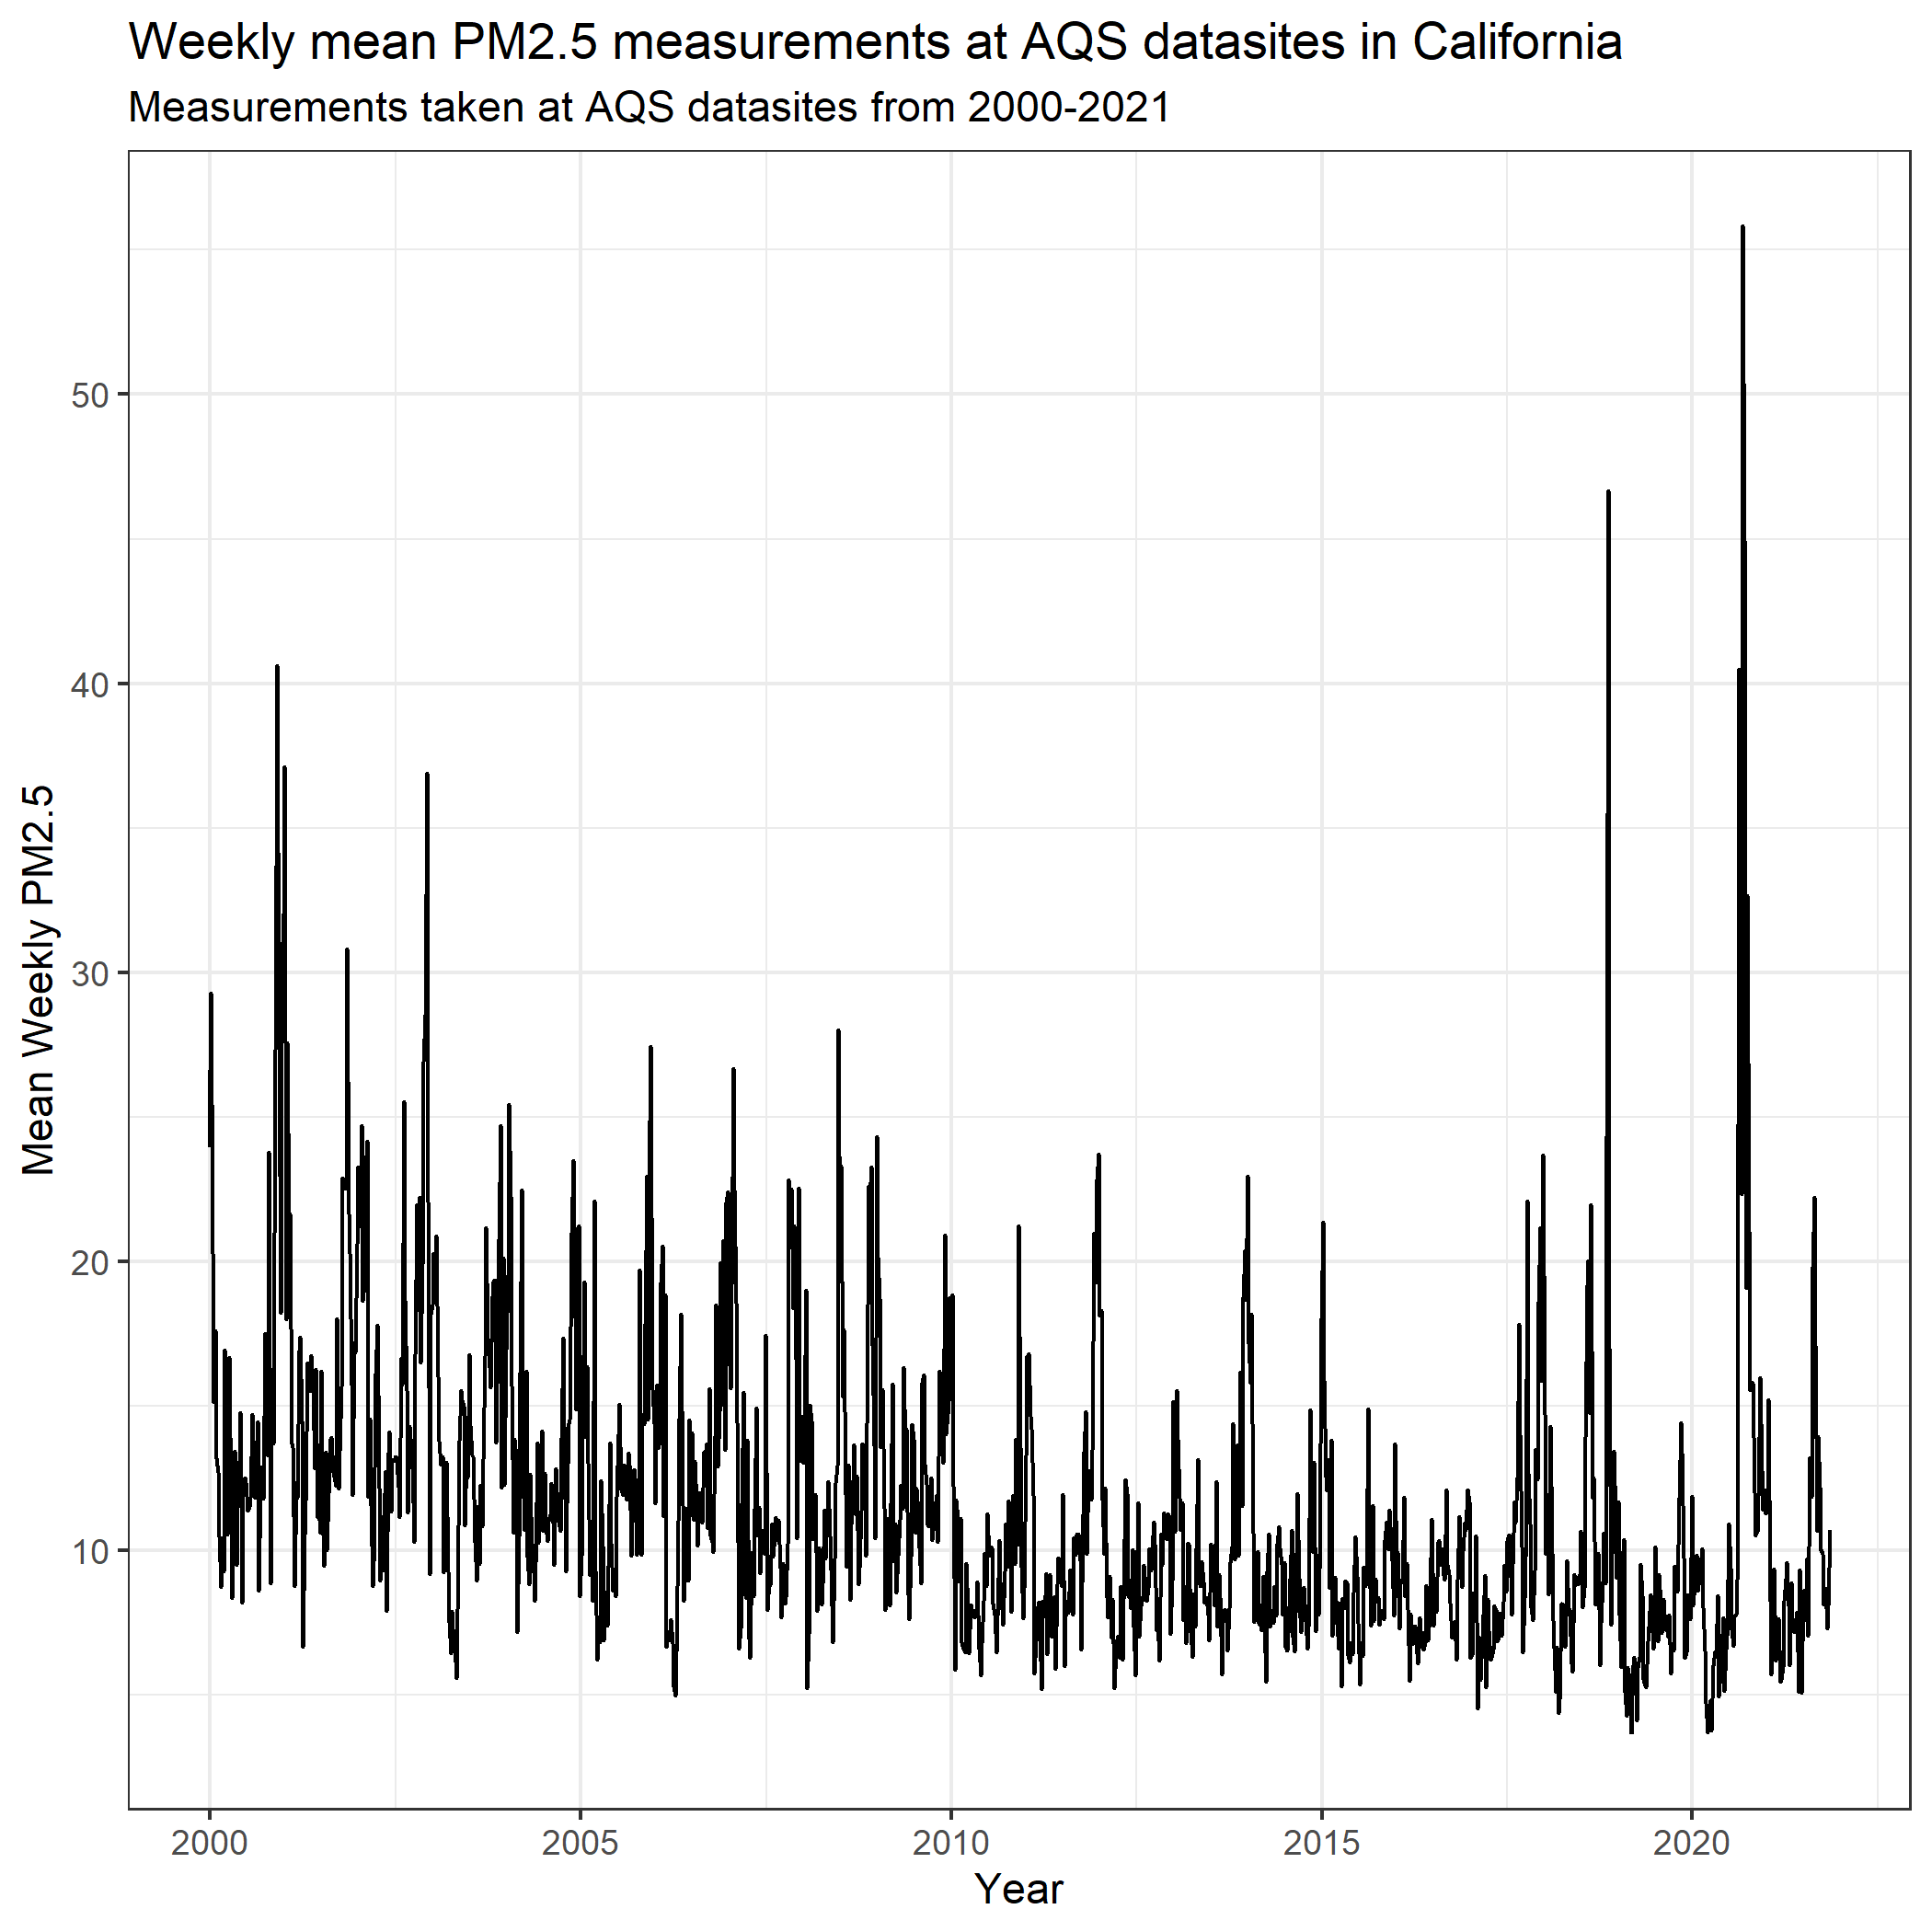 Weekly mean PM2.5 measurements at AQS datasites in California
Measurements taken at AQS datasites from 2000-2021
Mean Weekly PM2.5
50
40
30
20
10
2000 2005 2010 2015 2020
Year